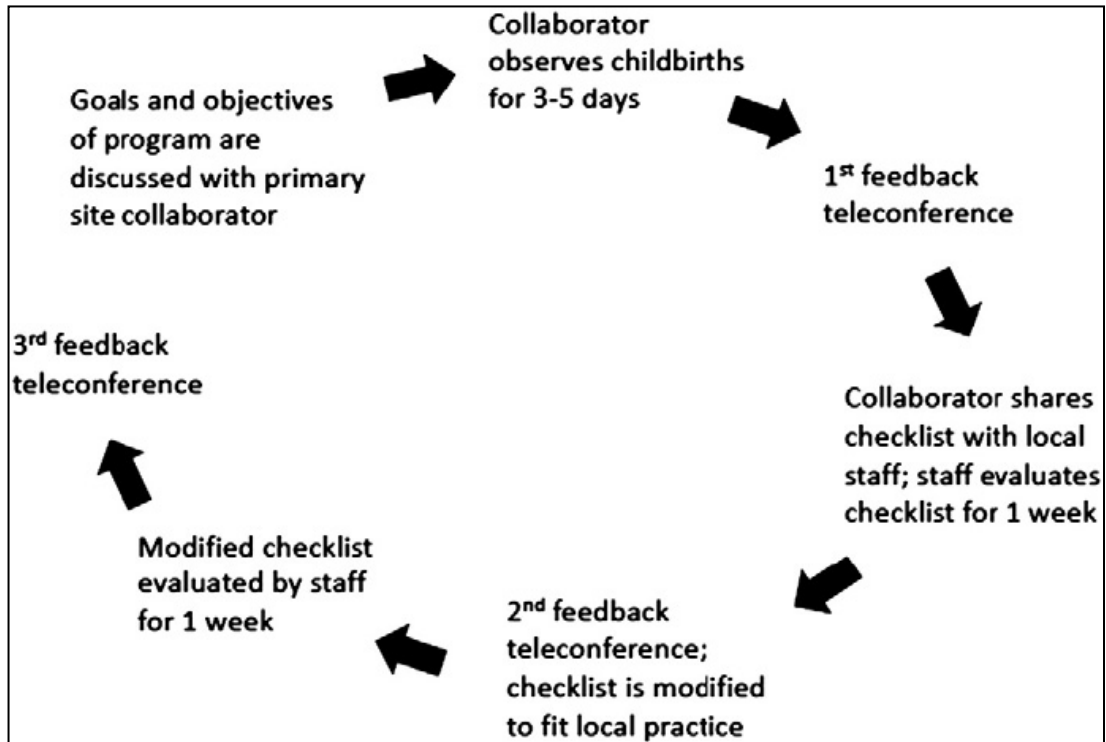 Goals and objectives
of program are
discussed with primary
site collaborator
Collaborator
observes childbirths
for 3-5 days
1st feedback
teleconference
Collaborator shares
checklist with local
staff; staff evaluates
checklist for 1 week
2nd feedback
teleconference;
checklist is modified
to fit local practice
Modified checklist
evaluated by staff
for 1 week
3rd feedback
teleconference